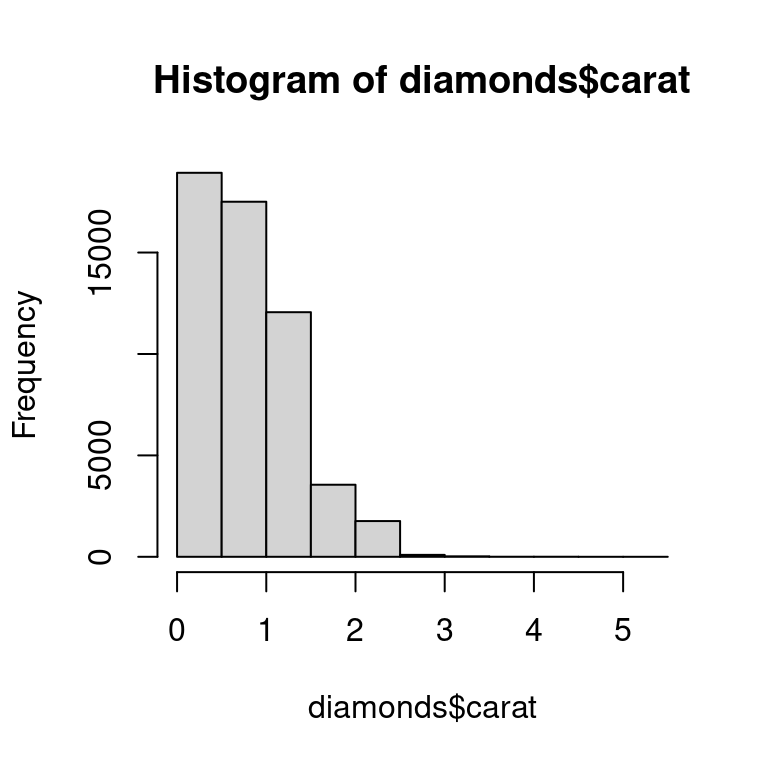 Histogram of diamonds$carat
Frequency
15000
5000
0
0 1 2 3 4 5
diamonds$carat